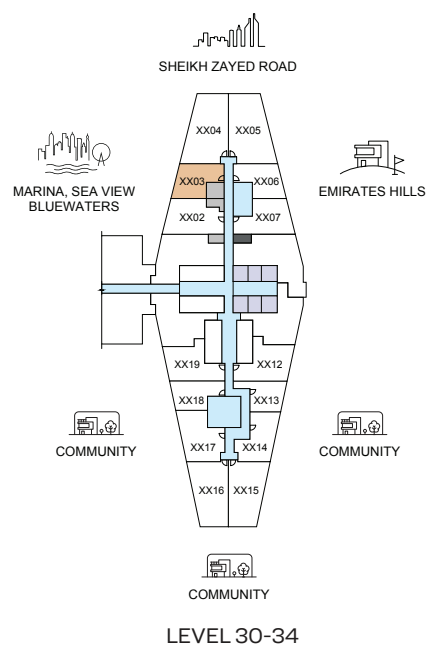 SHEIKH ZAYED ROAD
XX04
XX05
XX03
XX06
MARINA, SEA VIEW
BLUEWATERS
EMIRATES HILLS
XX02
XX07
XX19
XX12
XX18
XX13
COMMUNITY
COMMUNITY
XX17
XX14
XX16
XX15
COMMUNITY
LEVEL 30-34